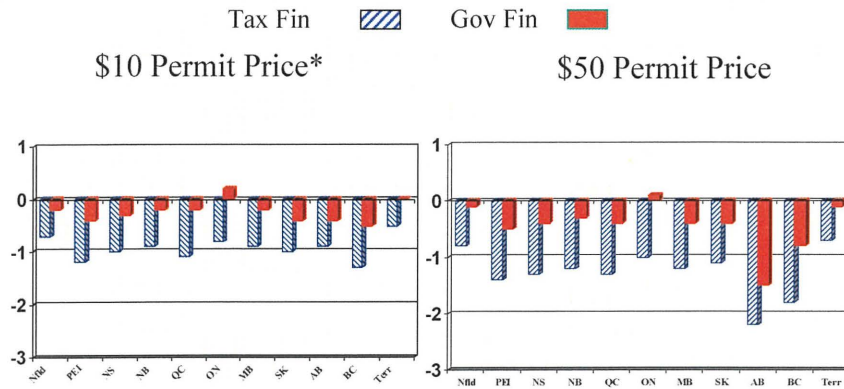 Tax Fin Gov Fin
$10 Permit Price* $50 Permit Price
1
0
-1
-2
-3
Nfld PEI NS NB QC ON MB SK AB BC Terr
1
0
-1
-2
-3
Nfld PEI NS NB QC ON MB SK AB BC Terr